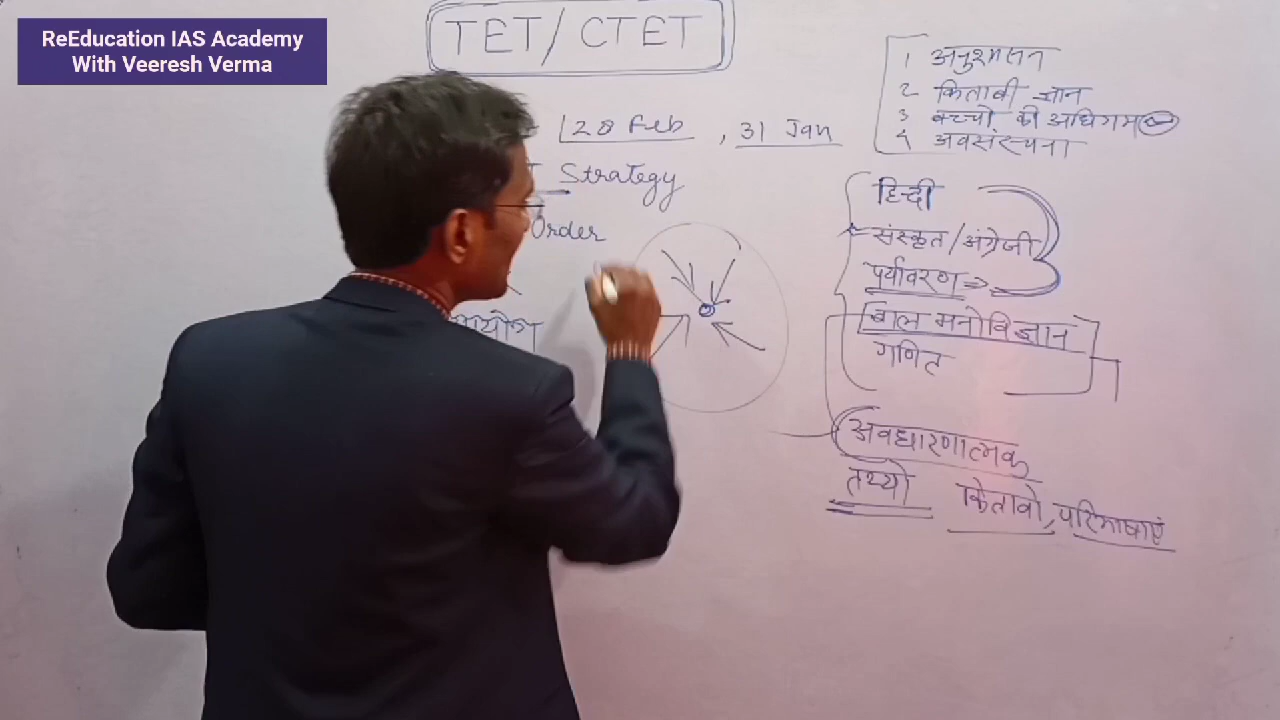 ReEducation IAS Academy
With Veeresh Verma
TET/CTET
28 Feb, 31 Jan
Strategy
Order
1 अनुशासन
2 किताबी ज्ञान
3 बच्चो की अधिगम
4 अवसंरचना
हिन्दी
संस्कृत/अंग्रेजी
पर्यावरण
बाल मनोविज्ञान
गणित
अवधारणात्मक
तथ्यो
किताबो, परिभाषाएं